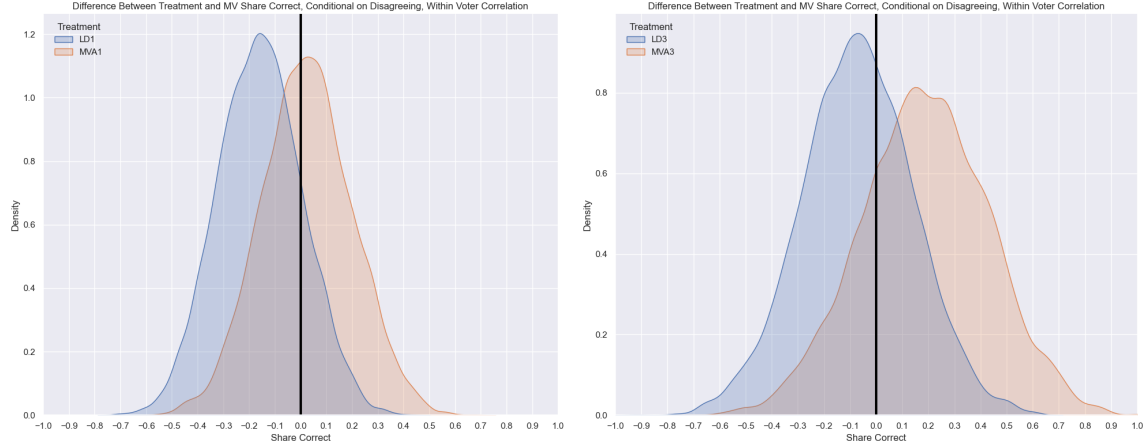 Difference Between Treatment and MV Share Correct, Conditional on Disagreeing, Within Voter Correlation
Treatment
LD1
MVA1
1.2
1.0
0.8
0.6
0.4
0.2
0.0
Density
−1.0 −0.9 −0.8 −0.7 −0.6 −0.5 −0.4 −0.3 −0.2 −0.1 0.0 0.1 0.2 0.3 0.4 0.5 0.6 0.7 0.8 0.9 1.0
Share Correct
Difference Between Treatment and MV Share Correct, Conditional on Disagreeing, Within Voter Correlation
Treatment
LD3
MVA3
0.8
0.6
0.4
0.2
0.0
Density
−1.0 −0.9 −0.8 −0.7 −0.6 −0.5 −0.4 −0.3 −0.2 −0.1 0.0 0.1 0.2 0.3 0.4 0.5 0.6 0.7 0.8 0.9 1.0
Share Correct